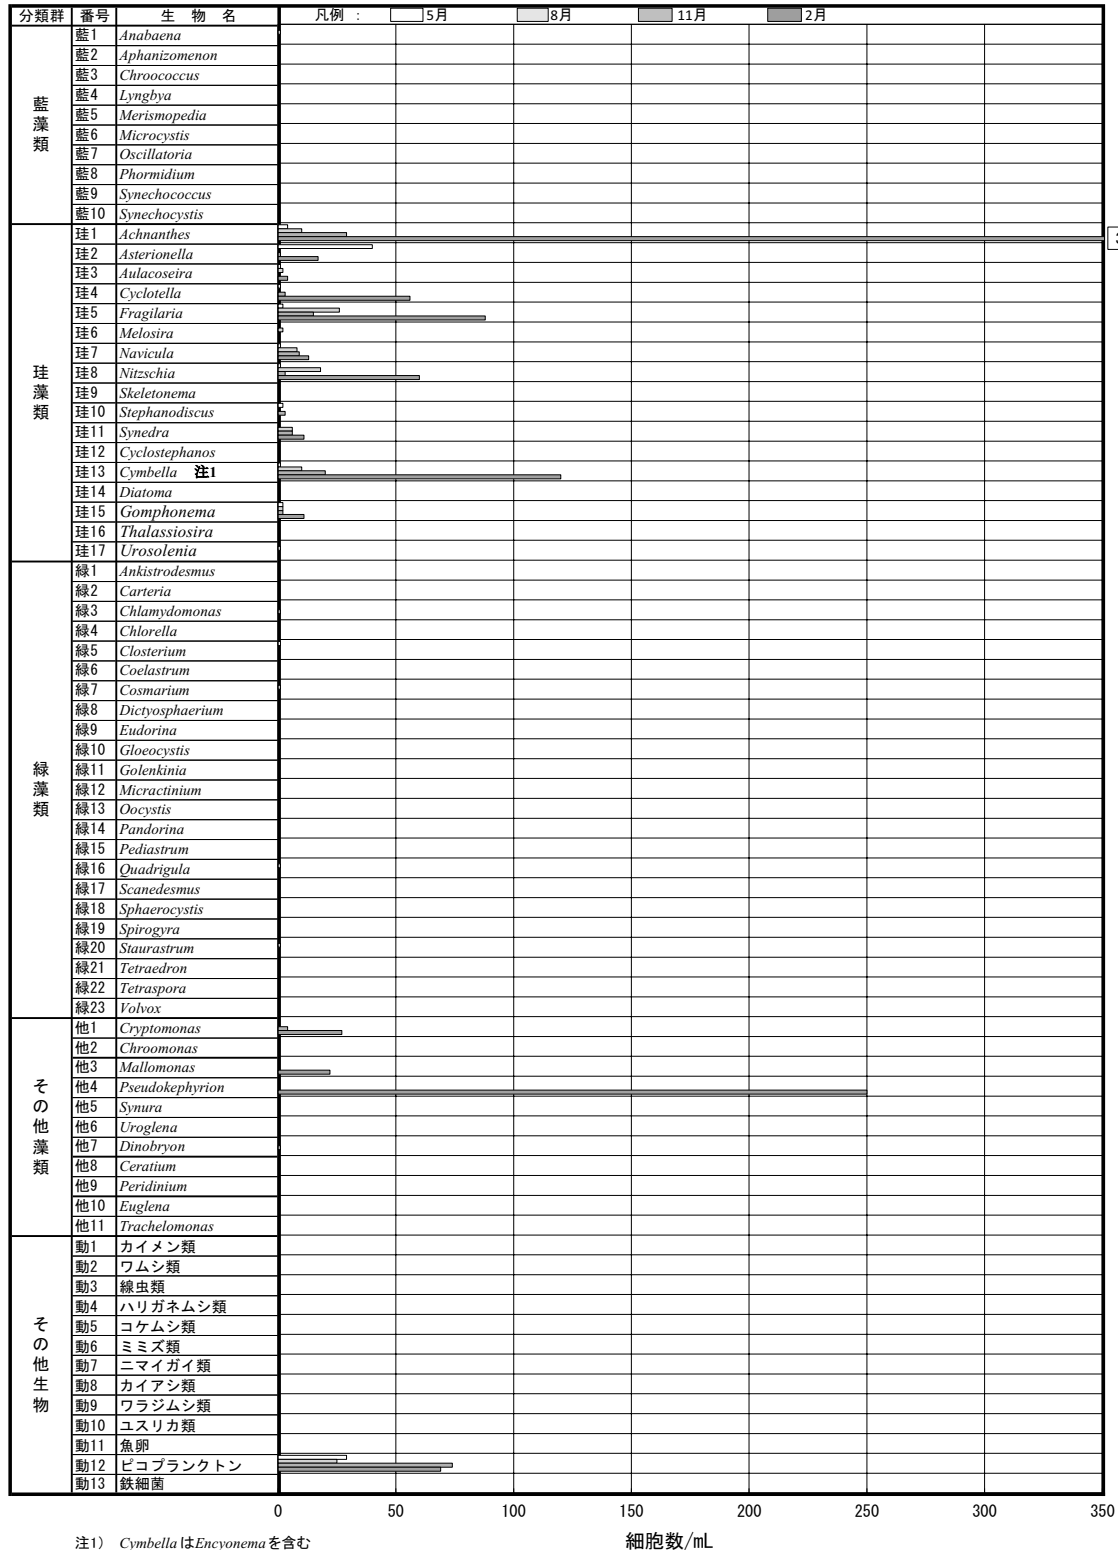 分類群 番号 生 物 名 凡例 : 5月 8月 11月 2月
藍藻類
藍1 Anabaena
藍2 Aphanizomenon
藍3 Chroococcus
藍4 Lyngbya
藍5 Merismopedia
藍6 Microcystis
藍7 Oscillatoria
藍8 Phormidium
藍9 Synechococcus
藍10 Synechocystis
珪藻類
珪1 Achnanthes
珪2 Asterionella
珪3 Aulacoseira
珪4 Cyclotella
珪5 Fragilaria
珪6 Melosira
珪7 Navicula
珪8 Nitzschia
珪9 Skeletonema
珪10 Stephanodiscus
珪11 Synedra
珪12 Cyclostephanos
珪13 Cymbella 注1
珪14 Diatoma
珪15 Gomphonema
珪16 Thalassiosira
珪17 Urosolenia
緑藻類
緑1 Ankistrodesmus
緑2 Carteria
緑3 Chlamydomonas
緑4 Chlorella
緑5 Closterium
緑6 Coelastrum
緑7 Cosmarium
緑8 Dictyosphaerium
緑9 Eudorina
緑10 Gloeocystis
緑11 Golenkinia
緑12 Micractinium
緑13 Oocystis
緑14 Pandorina
緑15 Pediastrum
緑16 Quadrigula
緑17 Scanedesmus
緑18 Sphaerocystis
緑19 Spirogyra
緑20 Staurastrum
緑21 Tetraedron
緑22 Tetraspora
緑23 Volvox
その他藻類
他1 Cryptomonas
他2 Chroomonas
他3 Mallomonas
他4 Pseudokephyrion
他5 Synura
他6 Uroglena
他7 Dinobryon
他8 Ceratium
他9 Peridinium
他10 Euglena
他11 Trachelomonas
その他生物
動1 カイメン類
動2 ワムシ類
動3 線虫類
動4 ハリガネムシ類
動5 コケムシ類
動6 ミミズ類
動7 ニマイガイ類
動8 カイアシ類
動9 ワラジムシ類
動10 ユスリカ類
動11 魚卵
動12 ピコプランクトン
動13 鉄細菌
0 50 100 150 200 250 300 350
細胞数/mL
注1) CymbellaはEncyonemaを含む